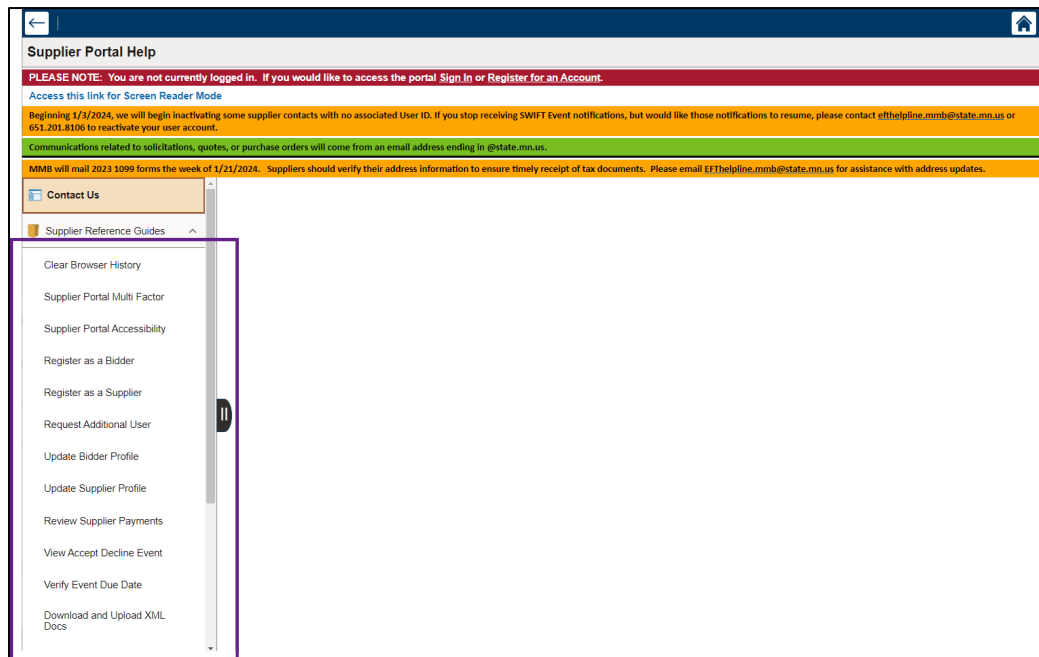 Supplier Portal Help
PLEASE NOTE: You are not currently logged in. If you would like to access the portal Sign In or Register for an Account.
Access this link for Screen Reader Mode
Beginning 1/3/2024, we will begin inactivating some supplier contacts with no associated User ID. If you stop receiving SWIFT Event notifications, but would like those notifications to resume, please contact efthelpline.mmb@state.mn.us or
651.201.8106 to reactivate your user account.
Communications related to solicitations, quotes, or purchase orders will come from an email address ending in @state.mn.us.
MMB will mail 2023 1099 forms the week of 1/21/2024. Suppliers should verify their address information to ensure timely receipt of tax documents. Please email EFThelpline.mmb@state.mn.us for assistance with address updates.
Contact Us
Supplier Reference Guides
Clear Browser History
Supplier Portal Multi Factor
Supplier Portal Accessibility
Register as a Bidder
Register as a Supplier
Request Additional User
Update Bidder Profile
Update Supplier Profile
Review Supplier Payments
View Accept Decline Event
Verify Event Due Date
Download and Upload XML
Docs